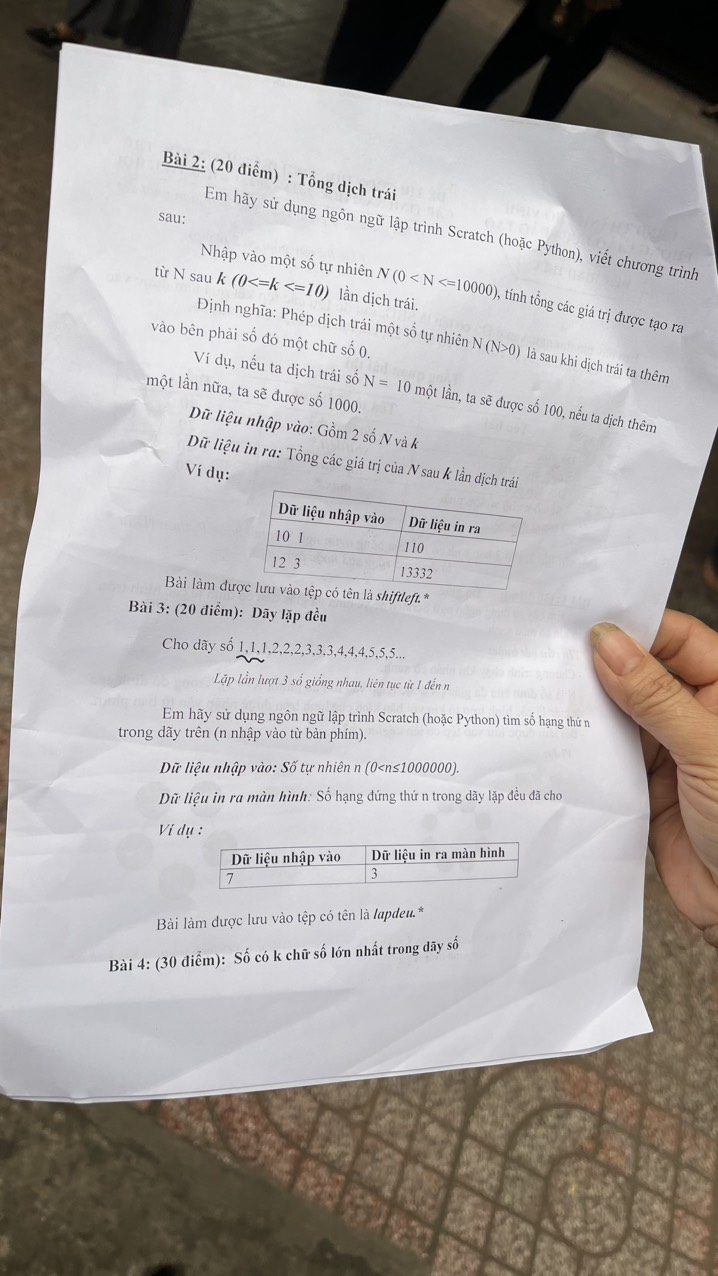 Bài 2: (20 điểm) : Tổng dịch trái
Em hãy sử dụng ngôn ngữ lập trình Scratch (hoặc Python), viết chương trình
sau:
Nhập vào một số tự nhiên N (0 < N <=10000), tính tổng các giá trị được tạo ra
từ N sau k (0<=k <=10) lần dịch trái.
Định nghĩa: Phép dịch trái một số tự nhiên N (N>0) là sau khi dịch trái ta thêm
vào bên phải số đó một chữ số 0.
Ví dụ, nếu ta dịch trái số N = 10 một lần, ta sẽ được số 100, nếu ta dịch thêm
một lần nữa, ta sẽ được số 1000.
Dữ liệu nhập vào: Gồm 2 số N và k
Dữ liệu in ra: Tổng các giá trị của N sau k lần dịch trái
Ví dụ:
Dữ liệu nhập vào Dữ liệu in ra
10 1 110
12 3 13332
Bài làm được lưu vào tệp có tên là shiftleft.*
Bài 3: (20 điểm): Dãy lặp đều
Cho dãy số 1,1,1,2,2,2,3,3,3,4,4,4,5,5,5...
Lặp lần lượt 3 số giống nhau, liên tục từ 1 đến n
Em hãy sử dụng ngôn ngữ lập trình Scratch (hoặc Python) tìm số hạng thứ n
trong dãy trên (n nhập vào từ bàn phím).
Dữ liệu nhập vào: Số tự nhiên n (0<n≤1000000).
Dữ liệu in ra màn hình: Số hạng đứng thứ n trong dãy lặp đều đã cho
Ví dụ :
Dữ liệu nhập vào Dữ liệu in ra màn hình
7 3
Bài làm được lưu vào tệp có tên là lapdeu.*
Bài 4: (30 điểm): Số có k chữ số lớn nhất trong dãy số